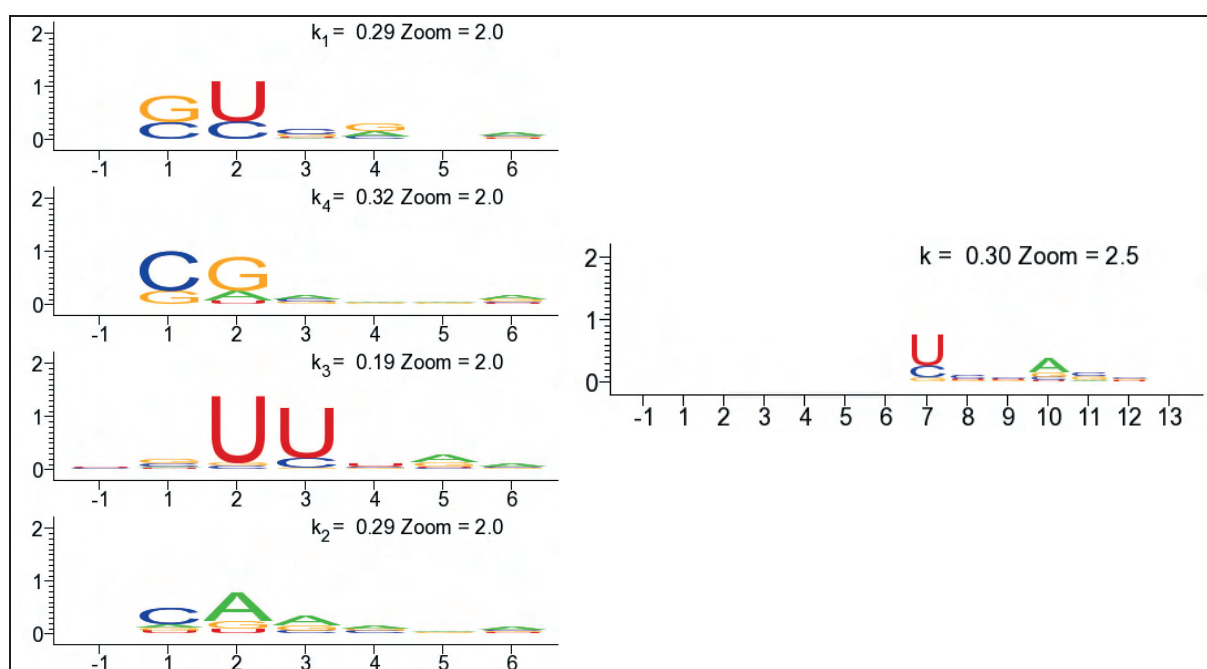 k₁= 0.29 Zoom = 2.0
2
1
G U
C C C G A A
0
-1 1 2 3 4 5 6
k₄= 0.32 Zoom = 2.0
2
1
C G
G A A A
0
-1 1 2 3 4 5 6
k₃= 0.19 Zoom = 2.0
2
1
U U
C A
0
-1 1 2 3 4 5 6
k₂= 0.29 Zoom = 2.0
2
1
C A A
G G
0
-1 1 2 3 4 5 6
k = 0.30 Zoom = 2.5
2
1
U A
C
0
-1 1 2 3 4 5 6 7 8 9 10 11 12 13